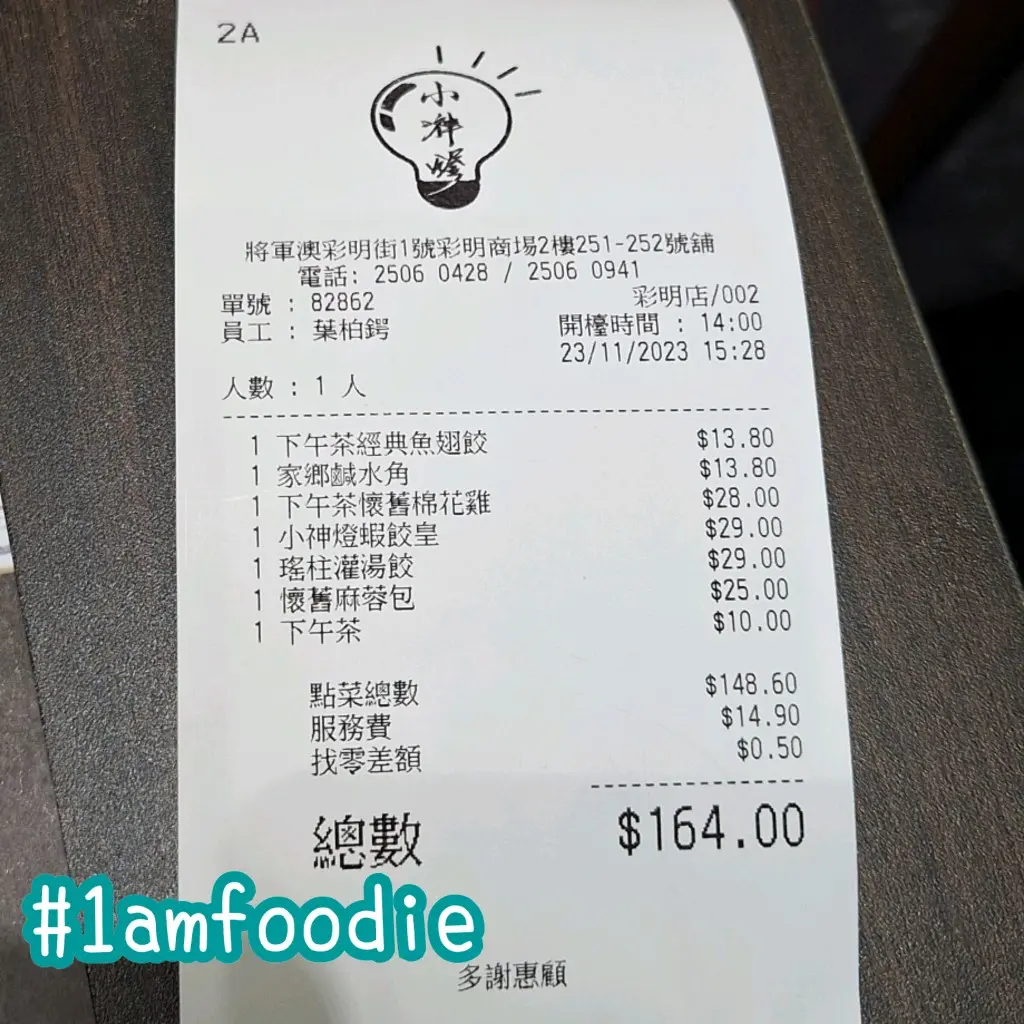 2A
小神燈
將軍澳彩明街1號彩明商場2樓251-252號舖
電話: 2506 0428 / 2506 0941
單號 : 82862 彩明店/002
員工 : 葉柏鍔 開檯時間 : 14:00
23/11/2023 15:28
人數 : 1 人
1 下午茶經典魚翅餃 $13.80
1 家鄉鹹水角 $13.80
1 下午茶懷舊棉花雞 $28.00
1 小神燈蝦餃皇 $29.00
1 瑤柱灌湯餃 $29.00
1 懷舊麻蓉包 $25.00
1 下午茶 $10.00
點菜總數 $148.60
服務費 $14.90
找零差額 $0.50
總數 $164.00
#1amfoodie
多謝惠顧